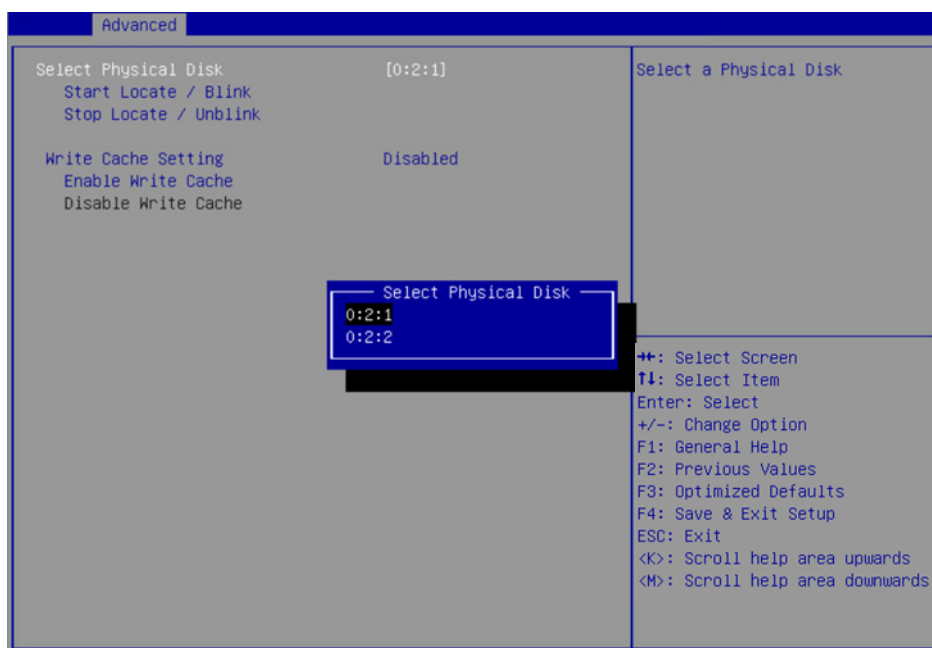 Advanced
Select Physical Disk [0:2:1]
Start Locate / Blink
Stop Locate / Unblink
Write Cache Setting Disabled
Enable Write Cache
Disable Write Cache
Select Physical Disk
0:2:1
0:2:2
Select a Physical Disk
→←: Select Screen
↑↓: Select Item
Enter: Select
+/-: Change Option
F1: General Help
F2: Previous Values
F3: Optimized Defaults
F4: Save & Exit Setup
ESC: Exit
<K>: Scroll help area upwards
<M>: Scroll help area downwards